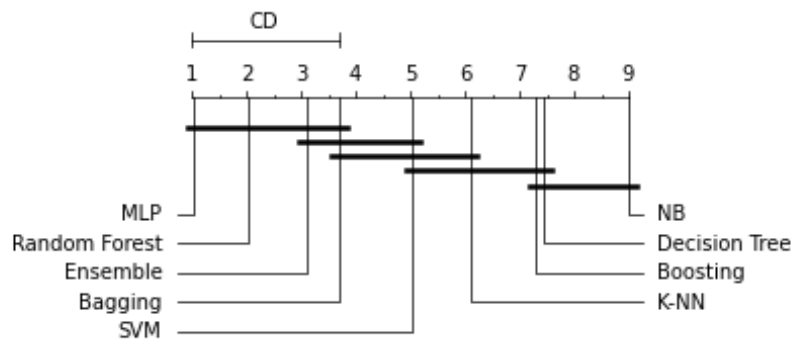 CD
1 2 3 4 5 6 7 8 9
MLP NB
Random Forest Decision Tree
Ensemble Boosting
Bagging K-NN
SVM